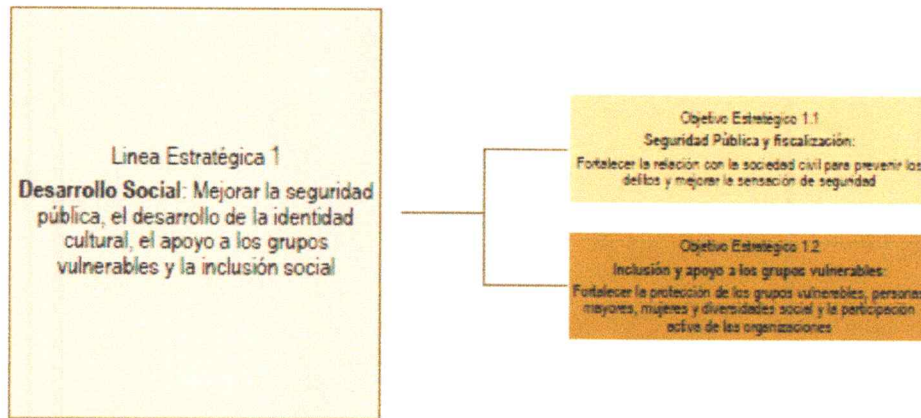 Linea Estratégica 1
Desarrollo Social: Mejorar la seguridad
pública, el desarrollo de la identidad
cultural, el apoyo a los grupos
vulnerables y la inclusión social
Objetivo Estratégico 1.1
Seguridad Pública y fiscalización:
Fortalecer la relación con la sociedad civil para prevenir los
delitos y mejorar la sensación de seguridad
Objetivo Estratégico 1.2
Inclusión y apoyo a los grupos vulnerables:
Fortalecer la protección de los grupos vulnerables, personas
mayores, mujeres y diversidades social y la participación
activa de las organizaciones